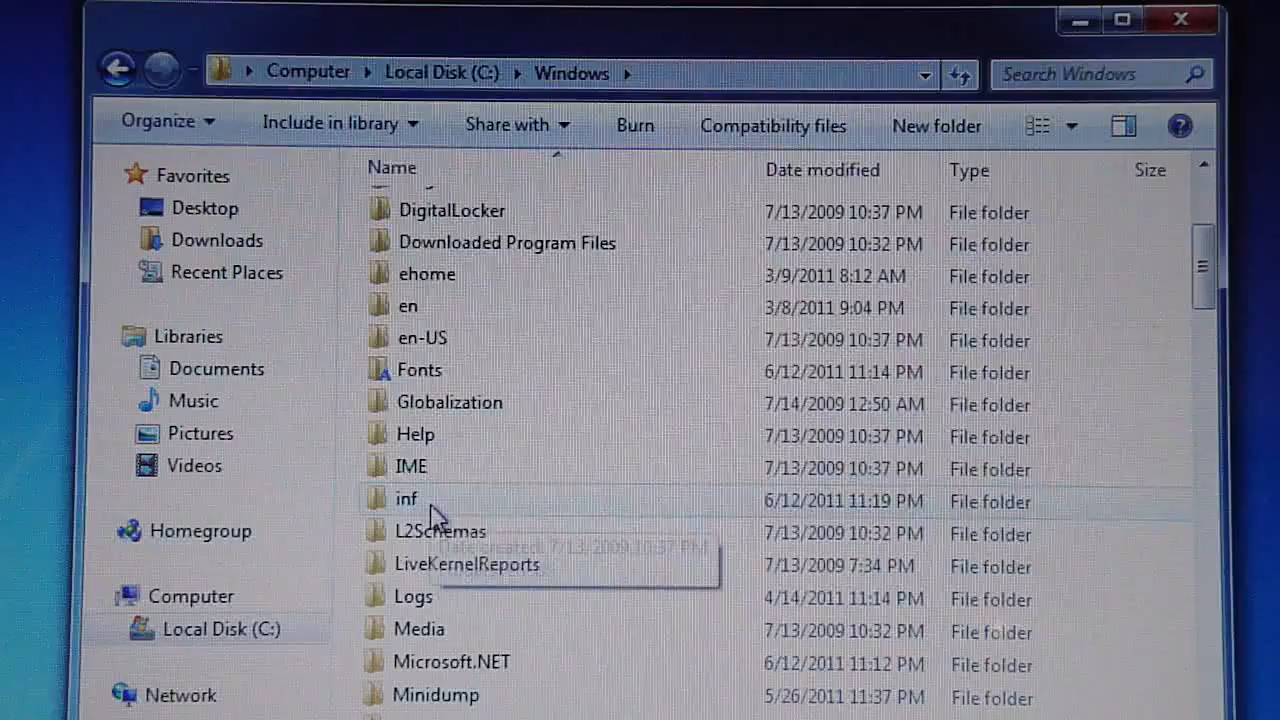 Computer Local Disk (C:) Windows Search Windows
Organize Include in library Share with Burn Compatibility files New folder
Name Date modified Type Size
Favorites
Desktop
Downloads
Recent Places
Libraries
Documents
Music
Pictures
Videos
Homegroup
Computer
Local Disk (C:)
Network
DigitalLocker 7/13/2009 10:37 PM File folder
Downloaded Program Files 7/13/2009 10:32 PM File folder
ehome 3/9/2011 8:12 AM File folder
en 3/8/2011 9:04 PM File folder
en-US 7/13/2009 10:37 PM File folder
Fonts 6/12/2011 11:14 PM File folder
Globalization 7/14/2009 12:50 AM File folder
Help 7/13/2009 10:37 PM File folder
IME 7/13/2009 10:37 PM File folder
inf 6/12/2011 11:19 PM File folder
L2Schemas 7/13/2009 10:32 PM File folder
Date created: 7/13/2009 10:37 PM
LiveKernelReports 7/13/2009 7:34 PM File folder
Logs 4/14/2011 11:14 PM File folder
Media 7/13/2009 10:32 PM File folder
Microsoft.NET 6/12/2011 11:12 PM File folder
Minidump 5/26/2011 11:37 PM File folder